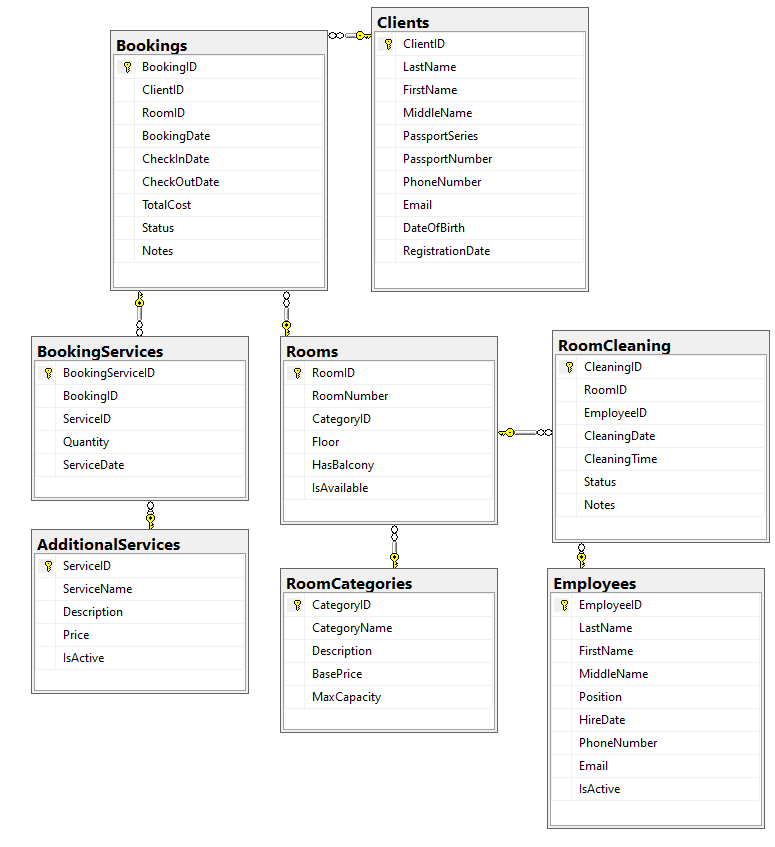 Bookings
BookingID
ClientID
RoomID
BookingDate
CheckInDate
CheckOutDate
TotalCost
Status
Notes
Clients
ClientID
LastName
FirstName
MiddleName
PassportSeries
PassportNumber
PhoneNumber
Email
DateOfBirth
RegistrationDate
BookingServices
BookingServiceID
BookingID
ServiceID
Quantity
ServiceDate
Rooms
RoomID
RoomNumber
CategoryID
Floor
HasBalcony
IsAvailable
RoomCleaning
CleaningID
RoomID
EmployeeID
CleaningDate
CleaningTime
Status
Notes
AdditionalServices
ServiceID
ServiceName
Description
Price
IsActive
RoomCategories
CategoryID
CategoryName
Description
BasePrice
MaxCapacity
Employees
EmployeeID
LastName
FirstName
MiddleName
Position
HireDate
PhoneNumber
Email
IsActive